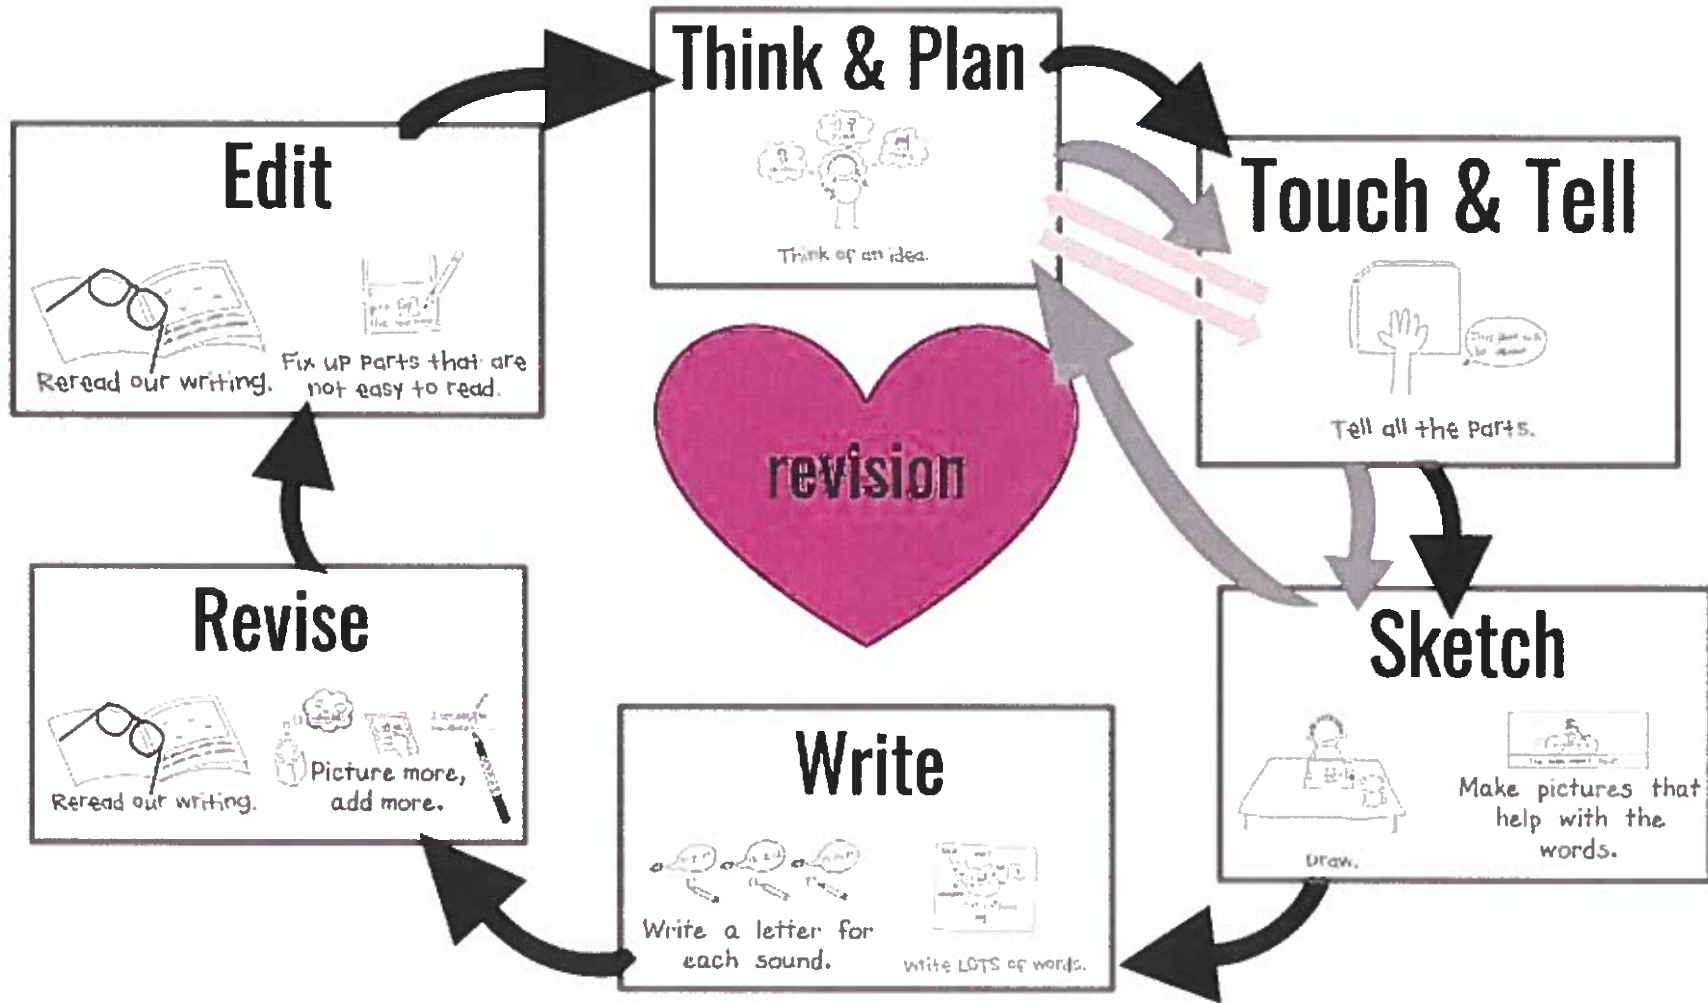 Think & Plan
Think of an idea.
Touch & Tell
Tell all the parts.
Sketch
Draw.
Make pictures that
help with the
words.
Write
Write a letter for
each sound.
Write LOTS of words.
Revise
Reread our writing.
Picture more,
add more.
Edit
Reread our writing.
Fix up parts that are
not easy to read.
revision